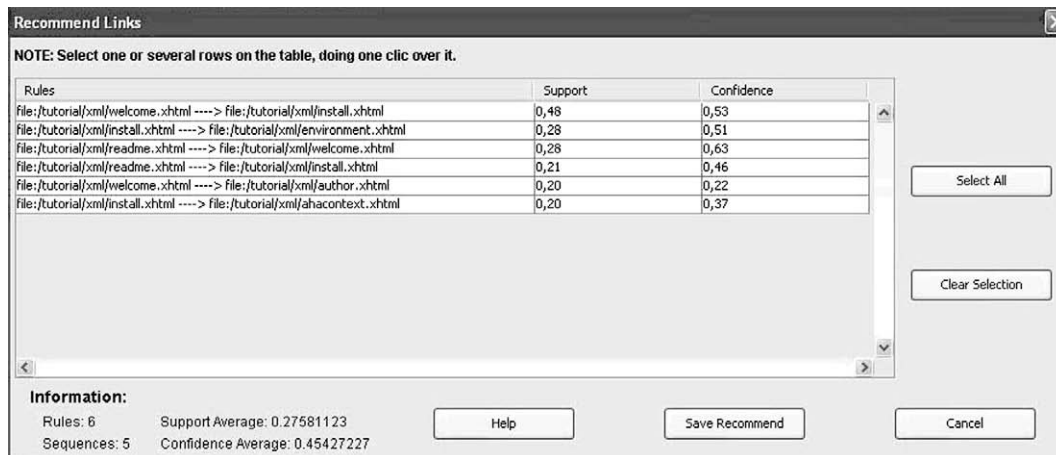 Recommend Links
NOTE: Select one or several rows on the table, doing one clic over it.
Rules Support Confidence
file:/tutorial/xml/welcome.xhtml ----> file:/tutorial/xml/install.xhtml 0,48 0,53
file:/tutorial/xml/install.xhtml ----> file:/tutorial/xml/environment.xhtml 0,28 0,51
file:/tutorial/xml/readme.xhtml ----> file:/tutorial/xml/welcome.xhtml 0,28 0,63
file:/tutorial/xml/readme.xhtml ----> file:/tutorial/xml/install.xhtml 0,21 0,46
file:/tutorial/xml/welcome.xhtml ----> file:/tutorial/xml/author.xhtml 0,20 0,22
file:/tutorial/xml/install.xhtml ----> file:/tutorial/xml/ahacontext.xhtml 0,20 0,37
Select All
Clear Selection
Information:
Rules: 6 Support Average: 0.27581123
Sequences: 5 Confidence Average: 0.45427227
Help Save Recommend Cancel